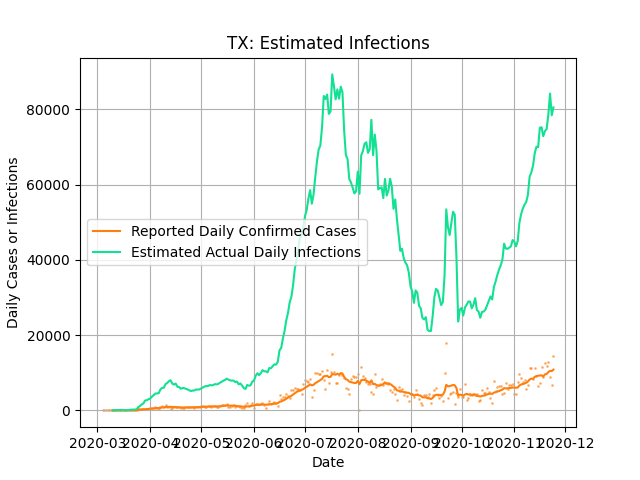 TX: Estimated Infections
Daily Cases or Infections
80000
60000
40000
20000
0
Reported Daily Confirmed Cases
Estimated Actual Daily Infections
2020-03 2020-04 2020-05 2020-06 2020-07 2020-08 2020-09 2020-10 2020-11 2020-12
Date